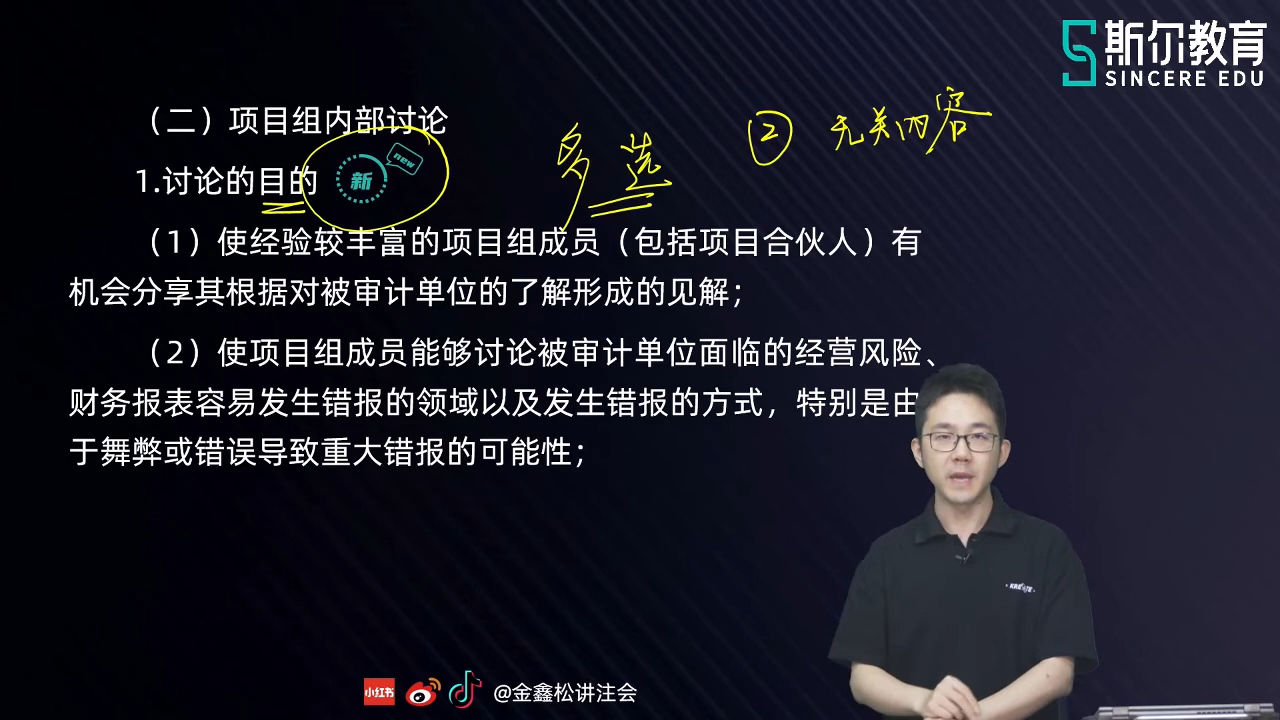 斯尔教育
SINCERE EDU
(二)项目组内部讨论
多选
② 无关内容
1.讨论的目的
新
new
(1)使经验较丰富的项目组成员(包括项目合伙人)有
机会分享其根据对被审计单位的了解形成的见解;
(2)使项目组成员能够讨论被审计单位面临的经营风险、
财务报表容易发生错报的领域以及发生错报的方式，特别是由
于舞弊或错误导致重大错报的可能性;
小红书
@金鑫松讲注会